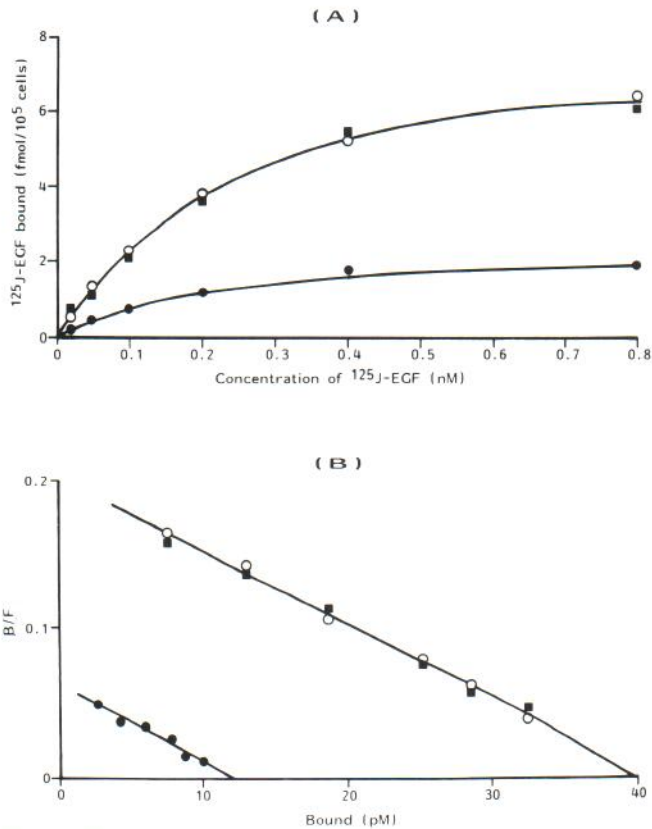 (A)
8
6
4
2
0
¹²⁵J-EGF bound (fmol/10⁵ cells)
0 0.1 0.2 0.3 0.4 0.5 0.6 0.7 0.8
Concentration of ¹²⁵J-EGF (nM)
(B)
0.2
0.1
0
B/F
0 10 20 30 40
Bound (pM)